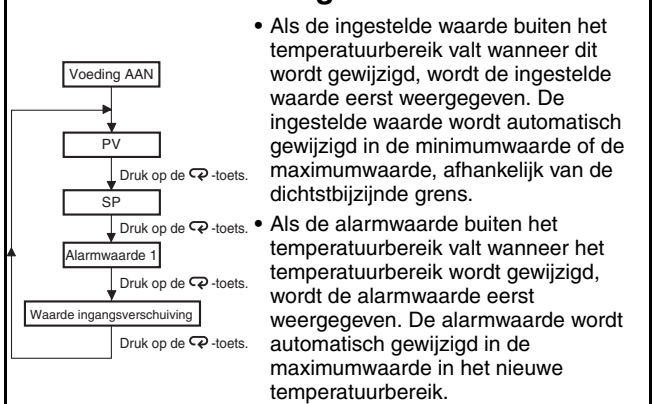 Voeding AAN
PV
Druk op de -toets.
SP
Druk op de -toets.
Alarmwaarde 1
Druk op de -toets.
Waarde ingangsverschuiving
Druk op de -toets.
• Als de ingestelde waarde buiten het
temperatuurbereik valt wanneer dit
wordt gewijzigd, wordt de ingestelde
waarde eerst weergegeven. De
ingestelde waarde wordt automatisch
gewijzigd in de minimumwaarde of de
maximumwaarde, afhankelijk van de
dichtstbijzijnde grens.
• Als de alarmwaarde buiten het
temperatuurbereik valt wanneer het
temperatuurbereik wordt gewijzigd,
wordt de alarmwaarde eerst
weergegeven. De alarmwaarde wordt
automatisch gewijzigd in de
maximumwaarde in het nieuwe
temperatuurbereik.